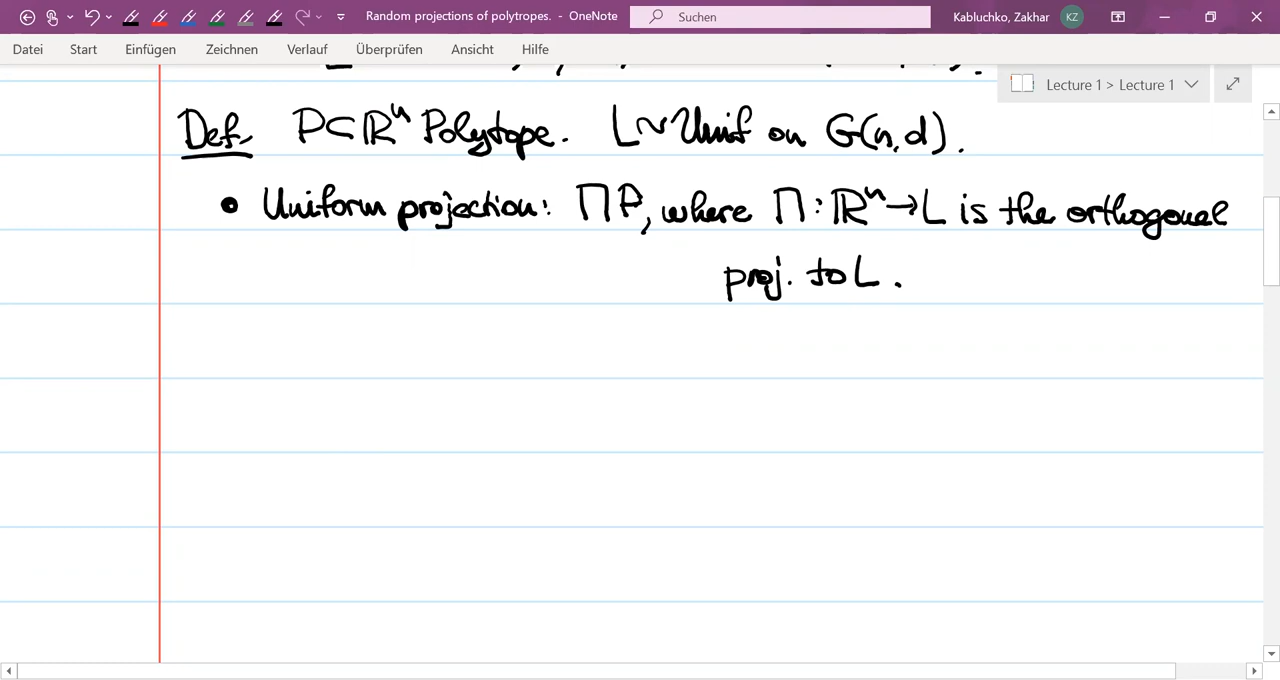 Random projections of polytropes. - OneNote
Suchen
Kabluchko, Zakhar
KZ
Datei Start Einfügen Zeichnen Verlauf Überprüfen Ansicht Hilfe
Lecture 1 > Lecture 1
Def. P⊂ℝⁿ Polytope. L~Unif on G(n,d).
• Uniform projection: ΠP, where Π:ℝⁿ→L is the orthogonal
proj. to L.